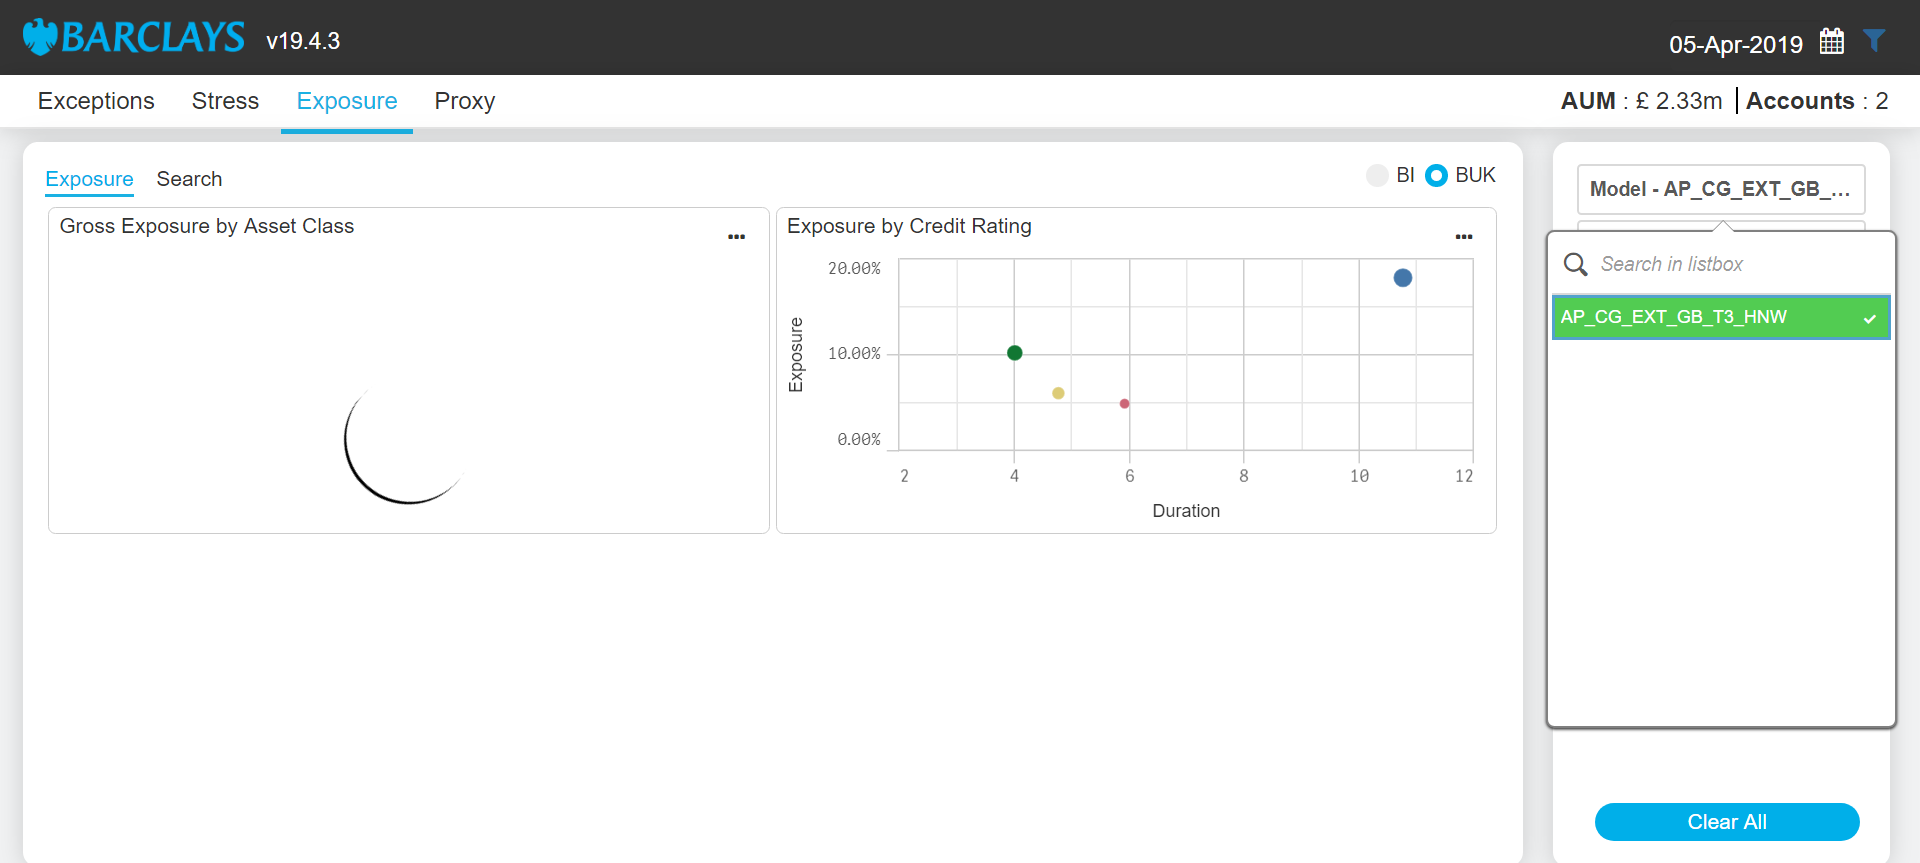 BARCLAYS v19.4.3
05-Apr-2019
Exceptions Stress Exposure Proxy
AUM : £ 2.33m | Accounts : 2
Exposure Search
BI BUK
Gross Exposure by Asset Class
Exposure by Credit Rating
20.00%
10.00%
0.00%
Exposure
2 4 6 8 10 12
Duration
Model - AP_CG_EXT_GB_...
Search in listbox
AP_CG_EXT_GB_T3_HNW
Clear All